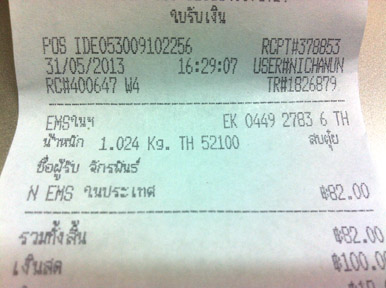 ใบรับเงิน
POS IDE053009102256 RCPT#378853
31/05/2013 16:29:07 USER#NICHANUN
RC#400647 W4 TR#1826879
EMSในฯ EK 0449 2783 6 TH
น้ำหนัก 1.024 Kg. TH 52100 สบตุ๋ย
ชื่อผู้รับ จักรพันธ์
N EMS ในประเทศ ฿82.00
รวมทั้งสิ้น ฿82.00
เงินสด ฿100.0